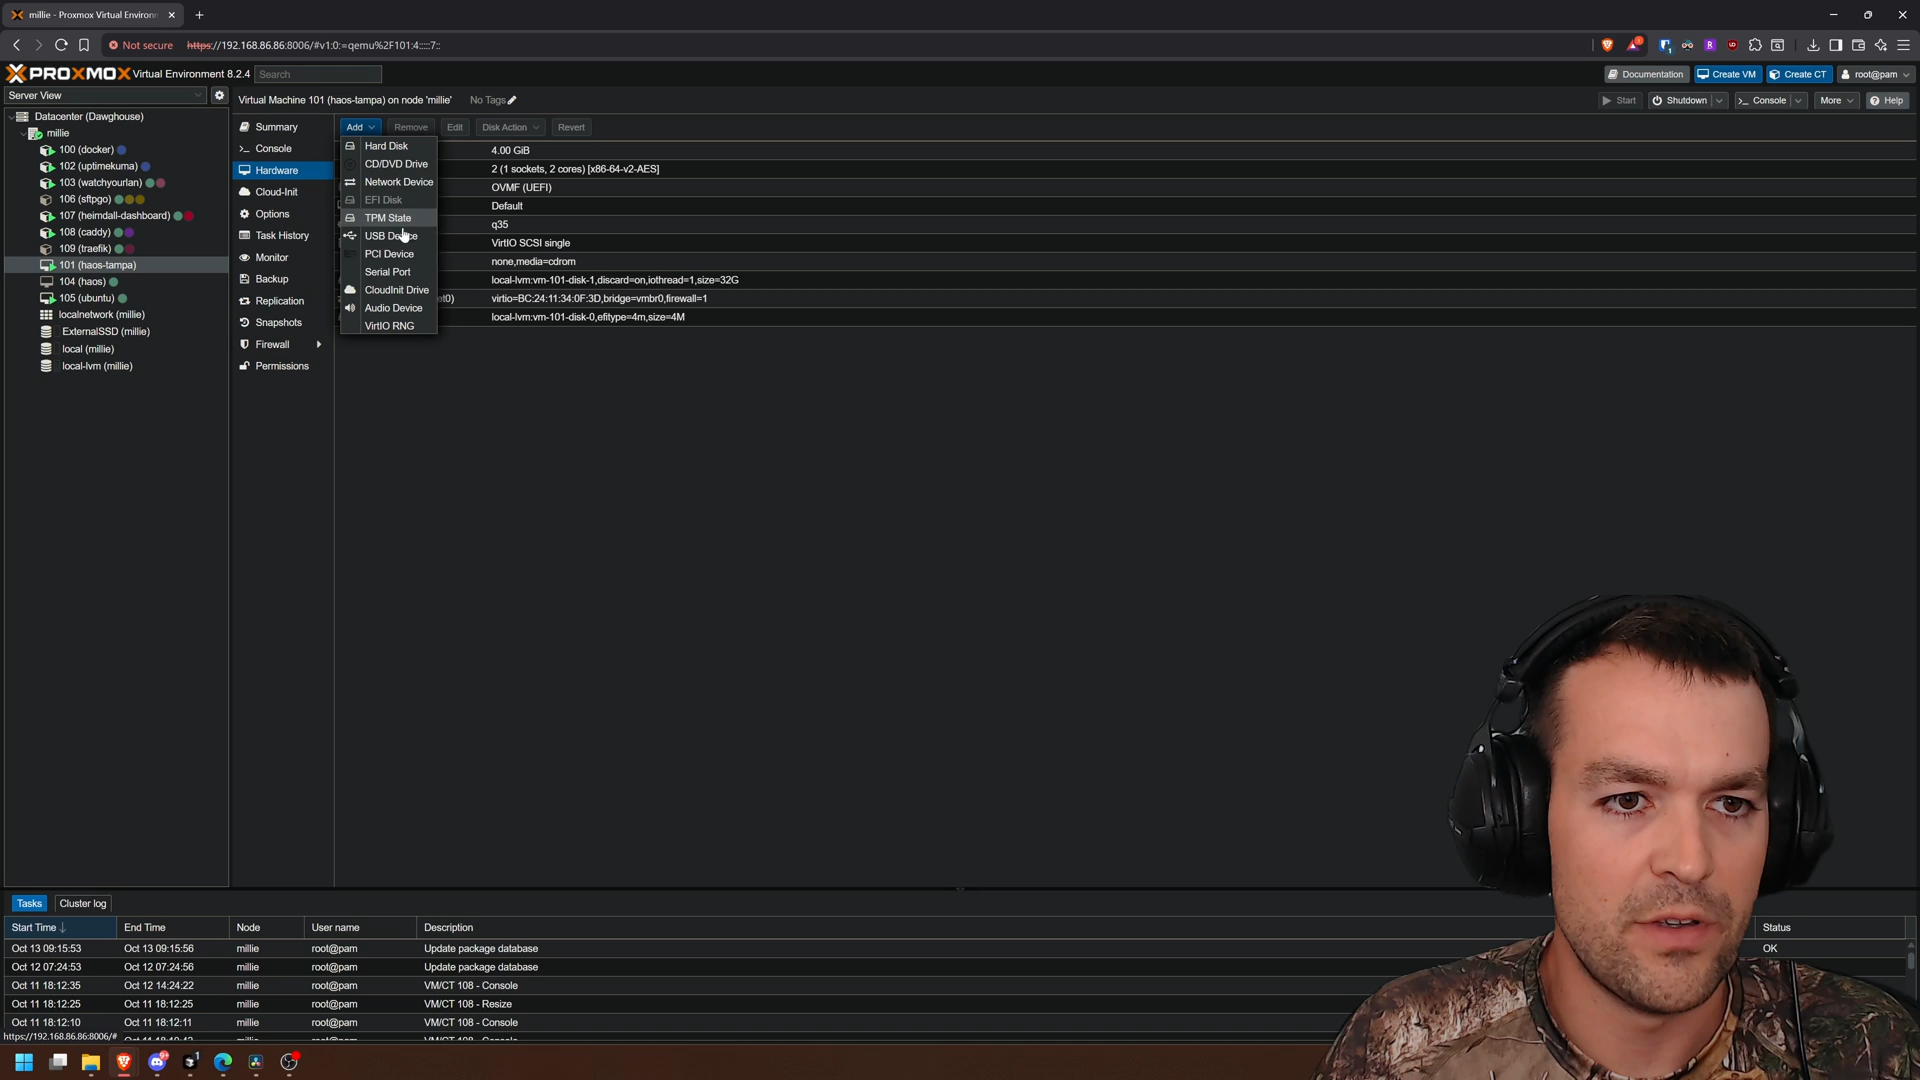 millie - Proxmox Virtual Environm
Not secure https://192.168.86.86:8006/#v1:0:=qemu%2F101:4:::::7::
PROXMOX Virtual Environment 8.2.4 Search
Documentation Create VM Create CT root@pam
Server View
Virtual Machine 101 (haos-tampa) on node 'millie' No Tags
Start Shutdown Console More Help
Datacenter (Dawghouse)
millie
100 (docker)
102 (uptimekuma)
103 (watchyourlan)
106 (sftpgo)
107 (heimdall-dashboard)
108 (caddy)
109 (traefik)
101 (haos-tampa)
104 (haos)
105 (ubuntu)
localnetwork (millie)
ExternalSSD (millie)
local (millie)
local-lvm (millie)
Summary
Console
Hardware
Cloud-Init
Options
Task History
Monitor
Backup
Replication
Snapshots
Firewall
Permissions
Add Remove Edit Disk Action Revert
Hard Disk
CD/DVD Drive
Network Device
EFI Disk
TPM State
USB Device
PCI Device
Serial Port
CloudInit Drive
Audio Device
VirtIO RNG
4.00 GiB
2 (1 sockets, 2 cores) [x86-64-v2-AES]
OVMF (UEFI)
Default
q35
VirtIO SCSI single
none,media=cdrom
local-lvm:vm-101-disk-1,discard=on,iothread=1,size=32G
et0) virtio=BC:24:11:34:0F:3D,bridge=vmbr0,firewall=1
local-lvm:vm-101-disk-0,efitype=4m,size=4M
Tasks Cluster log
Start Time End Time Node User name Description Status
Oct 13 09:15:53 Oct 13 09:15:56 millie root@pam Update package database OK
Oct 12 07:24:53 Oct 12 07:24:56 millie root@pam Update package database
Oct 11 18:12:35 Oct 12 14:24:22 millie root@pam VM/CT 108 - Console
Oct 11 18:12:25 Oct 11 18:12:25 millie root@pam VM/CT 108 - Resize
Oct 11 18:12:10 Oct 11 18:12:11 millie root@pam VM/CT 108 - Console
https://192.168.86.86:8006/#